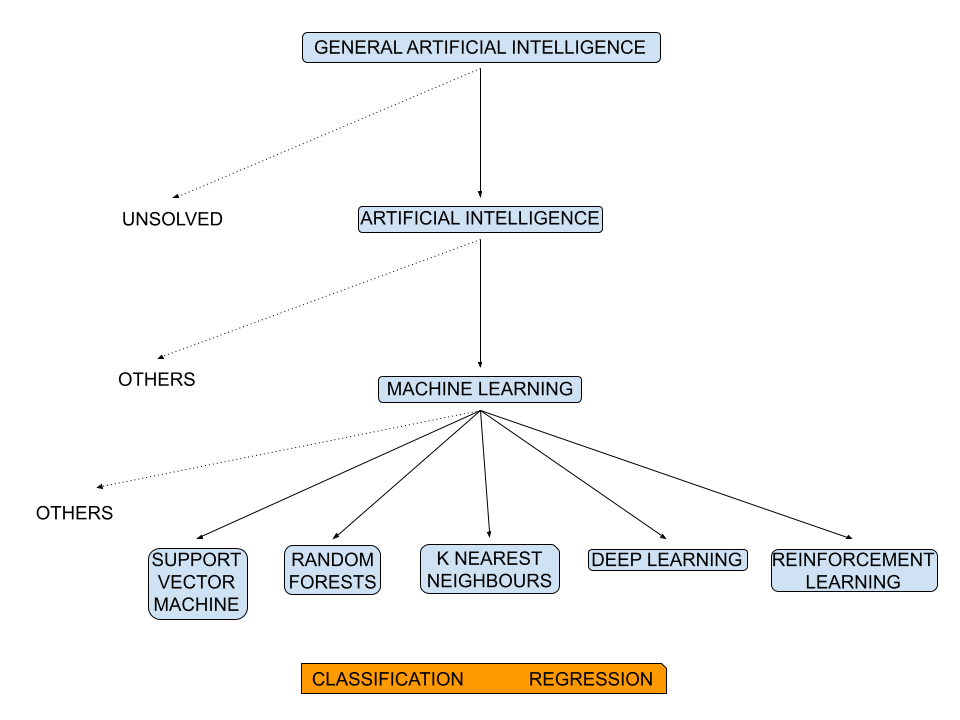 GENERAL ARTIFICIAL INTELLIGENCE
UNSOLVED
ARTIFICIAL INTELLIGENCE
OTHERS
MACHINE LEARNING
OTHERS
SUPPORT
VECTOR
MACHINE
RANDOM
FORESTS
K NEAREST
NEIGHBOURS
DEEP LEARNING
REINFORCEMENT
LEARNING
CLASSIFICATION REGRESSION